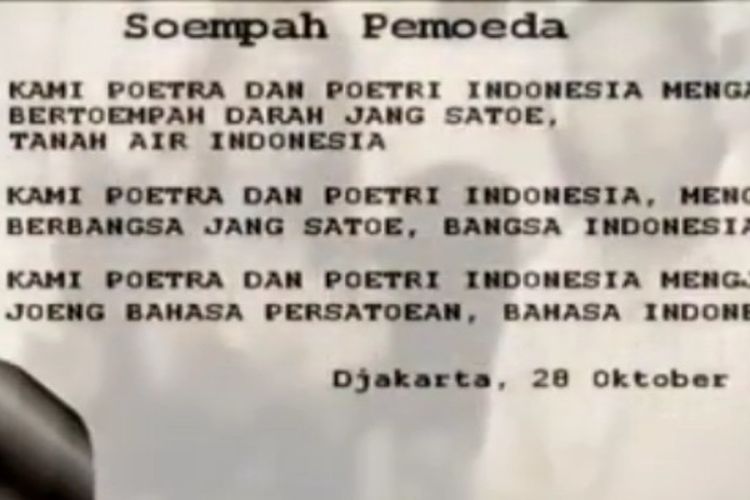 Soempah Pemoeda
KAMI POETRA DAN POETRI INDONESIA
BERTOEMPAH DARAH JANG SATOE,
TANAH AIR INDONESIA
KAMI POETRA DAN POETRI INDONESIA,
BERBANGSA JANG SATOE, BANGSA INDONESIA
KAMI POETRA DAN POETRI INDONESIA
JOENG BAHASA PERSATOEAN, BAHASA
Djakarta, 28 Oktober